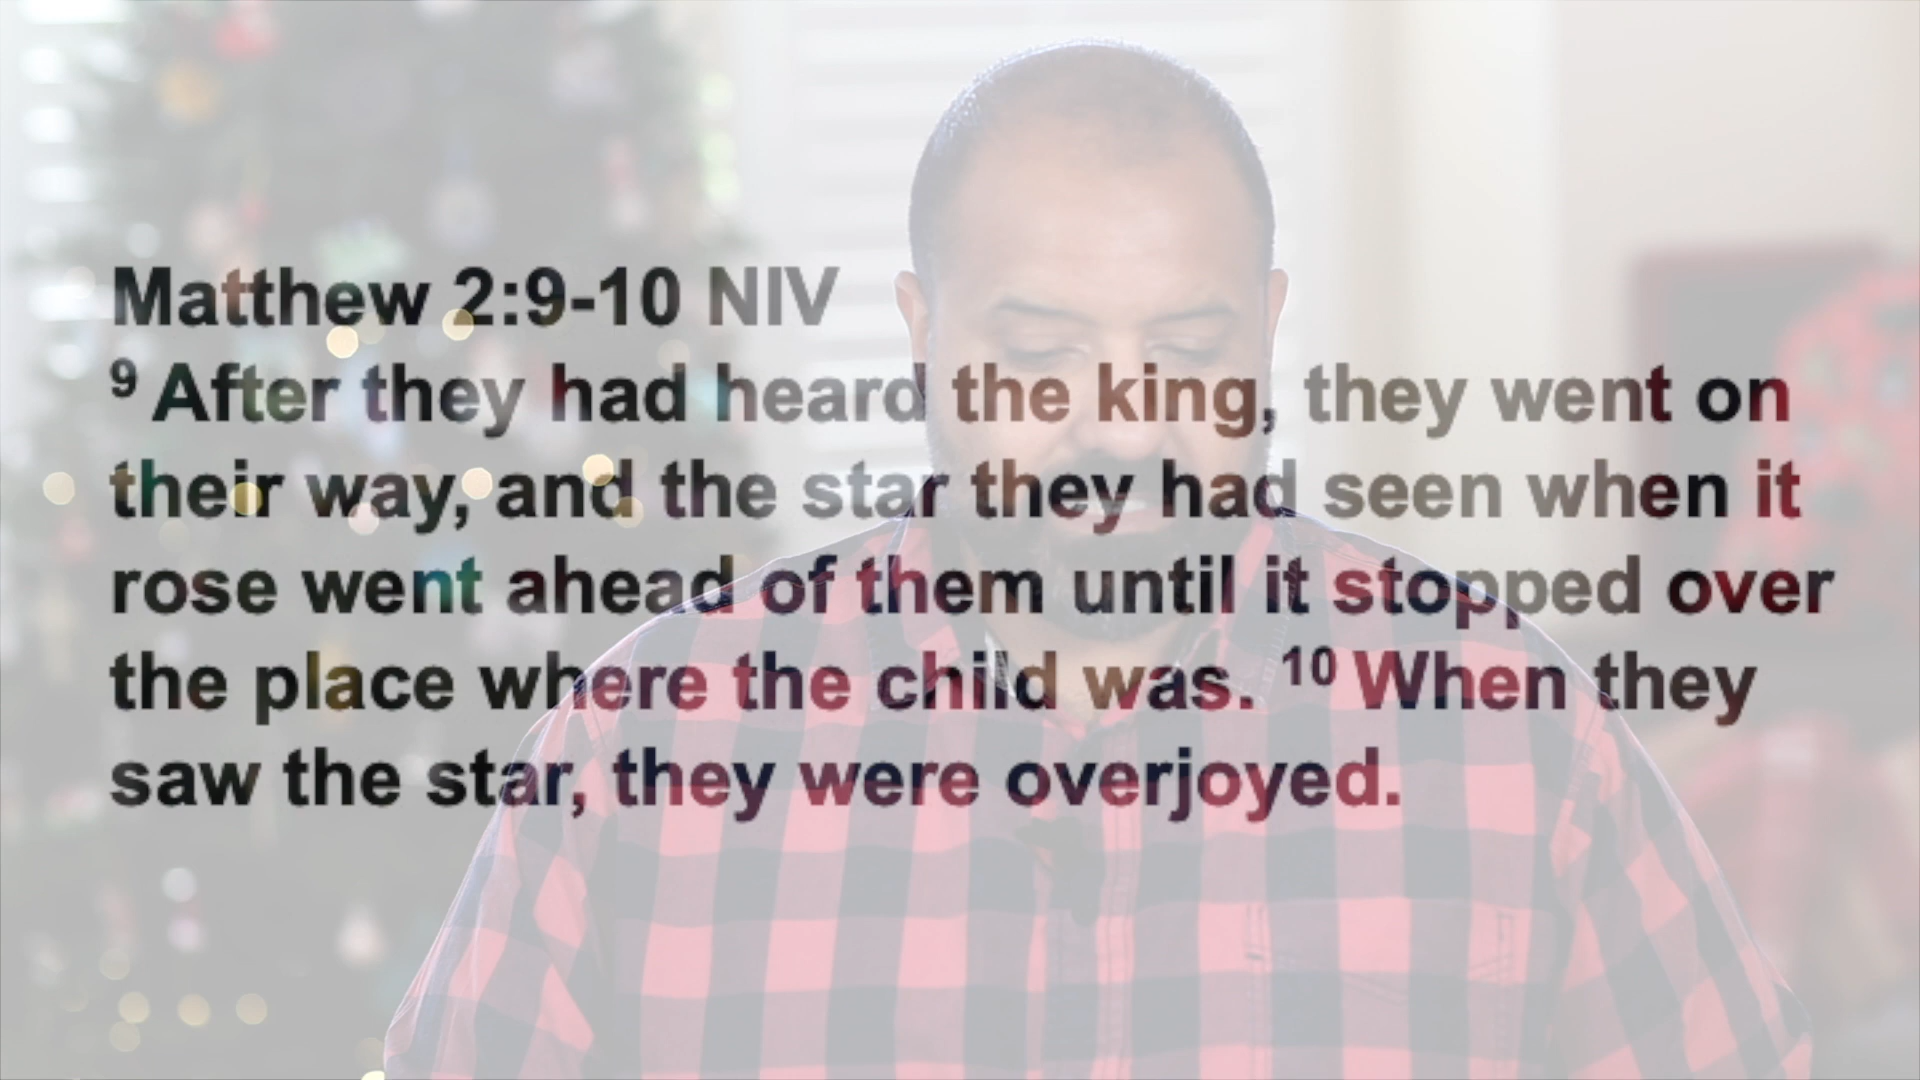 Matthew 2:9-10 NIV
9 After they had heard the king, they went on
their way, and the star they had seen when it
rose went ahead of them until it stopped over
the place where the child was. 10 When they
saw the star, they were overjoyed.